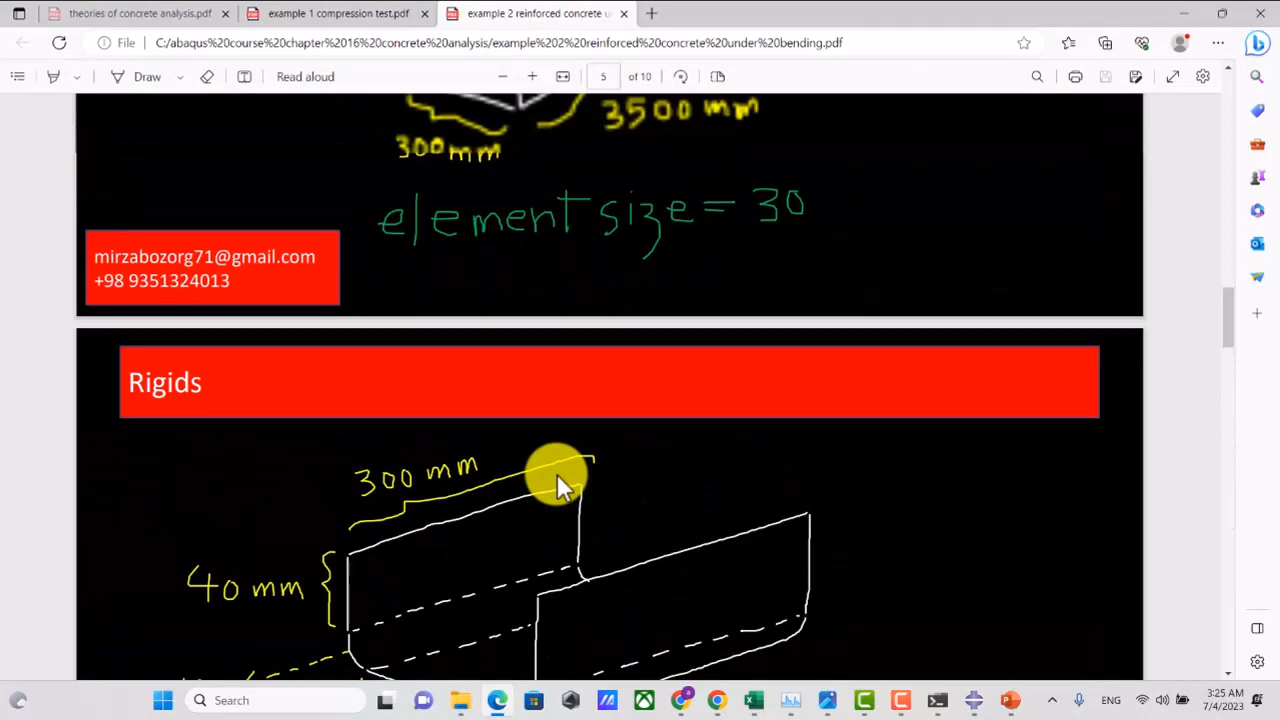 theories of concrete analysis.pdf
example 1 compression test.pdf
example 2 reinforced concrete u
File
C:/abaqus%20course%20chapter%2016%20concrete%20analysis/example%202%20reinforced%20concrete%20under%20bending.pdf
Draw
Read aloud
5 of 10
3500 mm
300mm
element size = 30
mirzabozorg71@gmail.com
+98 9351324013
Rigids
300 mm
40 mm
Search
ENG
3:25 AM
7/4/2023